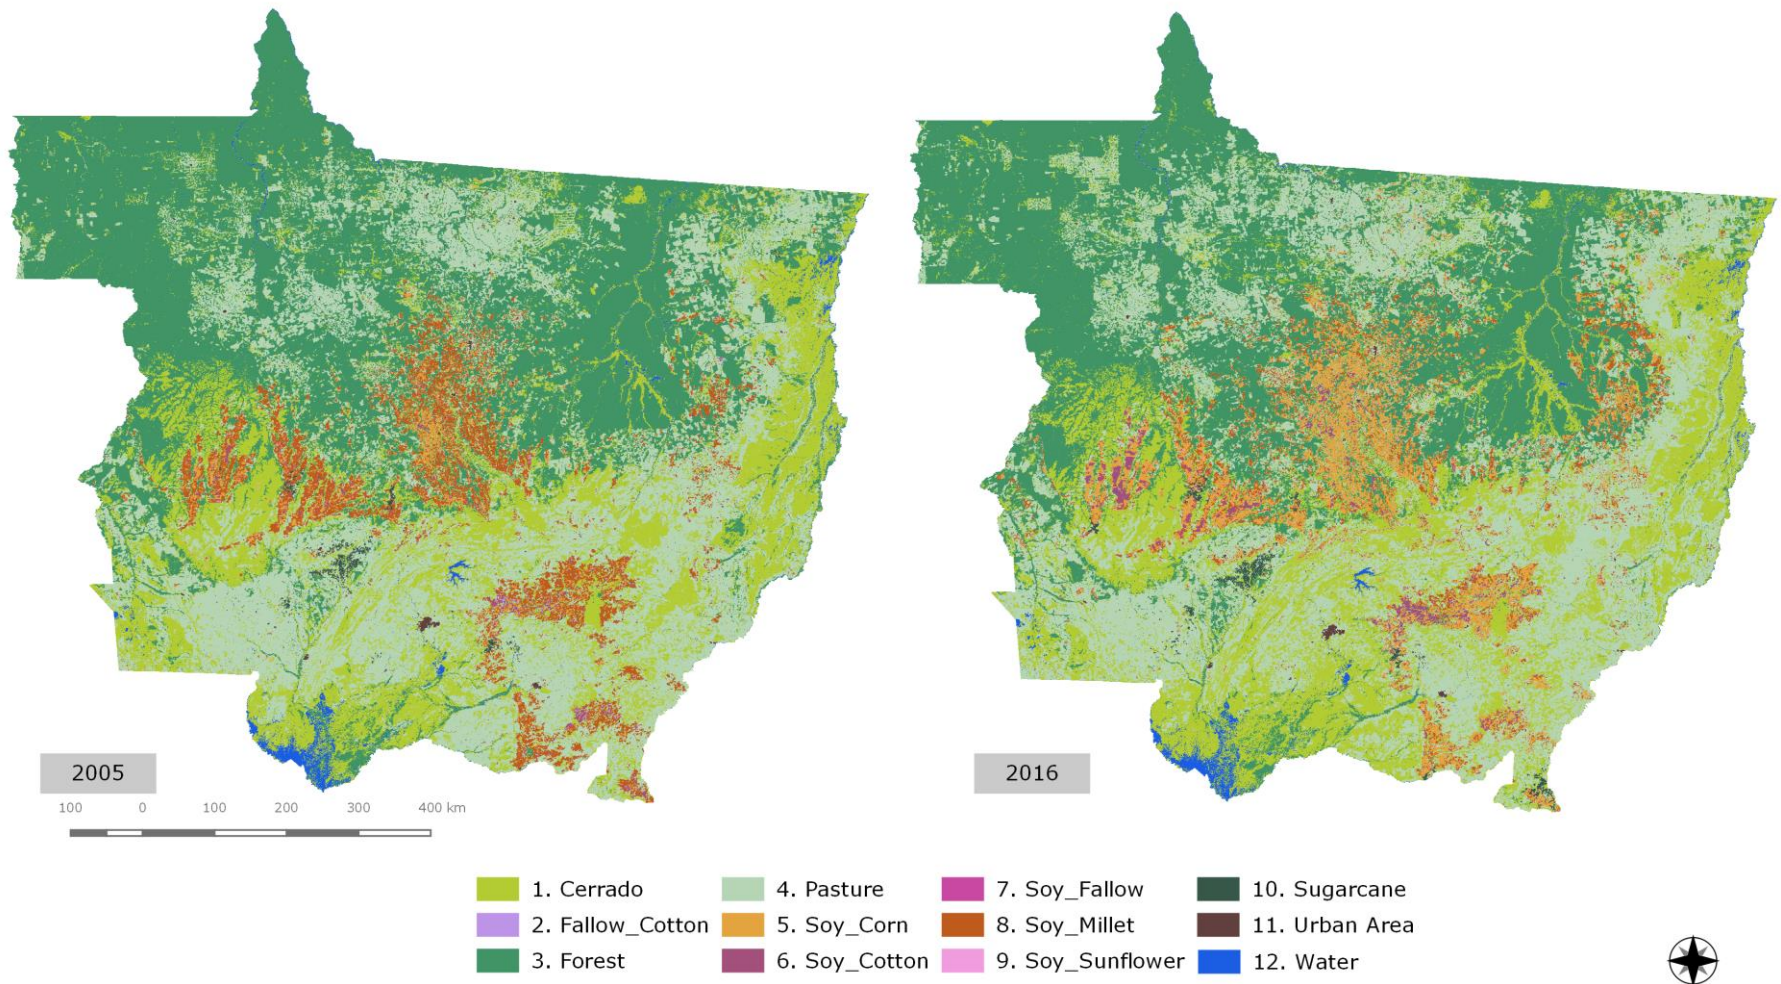 2005
2016
100 0 100 200 300 400 km
1. Cerrado 4. Pasture 7. Soy_Fallow 10. Sugarcane
2. Fallow_Cotton 5. Soy_Corn 8. Soy_Millet 11. Urban Area
3. Forest 6. Soy_Cotton 9. Soy_Sunflower 12. Water